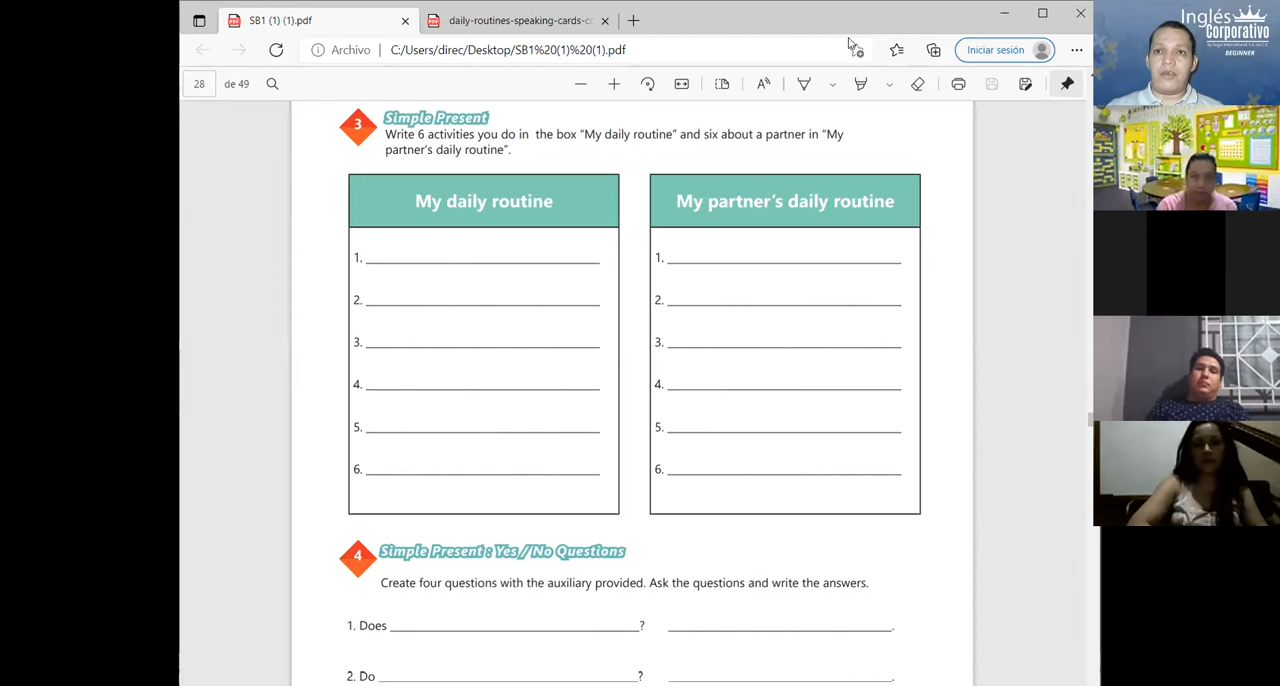 SB1 (1) (1).pdf
daily-routines-speaking-cards-cc
Archivo
C:/Users/direc/Desktop/SB1%20(1)%20(1).pdf
Iniciar sesión
28 de 49
3
Simple Present
Write 6 activities you do in the box “My daily routine” and six about a partner in “My
partner’s daily routine”.
My daily routine
1.
2.
3.
4.
5.
6.
My partner’s daily routine
1.
2.
3.
4.
5.
6.
4
Simple Present : Yes / No Questions
Create four questions with the auxiliary provided. Ask the questions and write the answers.
1. Does ? .
2. Do ? .
Inglés
Corporativo
BEGINNER